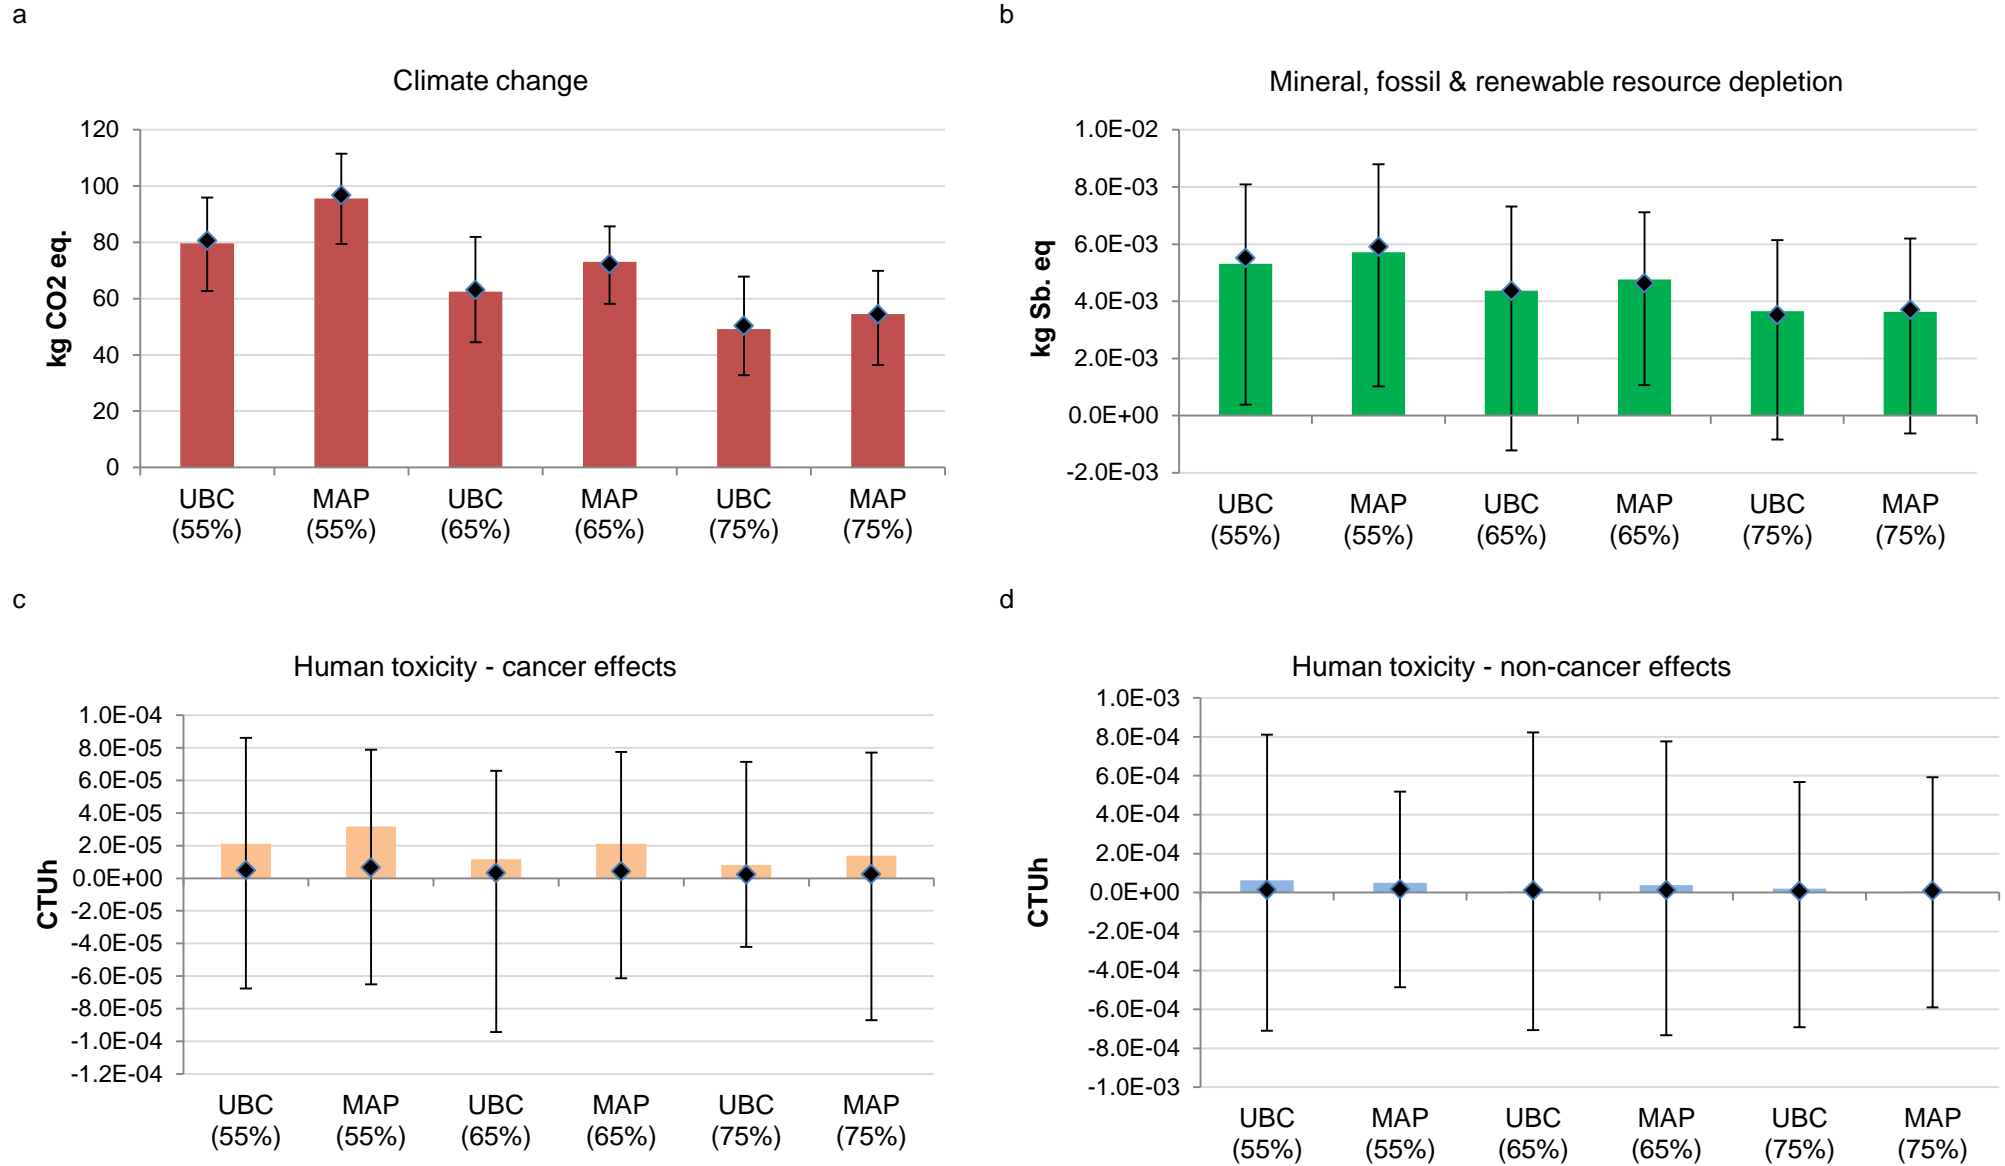 a
Climate change
kg CO2 eq.
120
100
80
60
40
20
0
UBC MAP UBC MAP UBC MAP
(55%) (55%) (65%) (65%) (75%) (75%)
b
Mineral, fossil & renewable resource depletion
kg Sb. eq
1.0E-02
8.0E-03
6.0E-03
4.0E-03
2.0E-03
0.0E+00
-2.0E-03
UBC MAP UBC MAP UBC MAP
(55%) (55%) (65%) (65%) (75%) (75%)
c
Human toxicity - cancer effects
CTUh
1.0E-04
8.0E-05
6.0E-05
4.0E-05
2.0E-05
0.0E+00
-2.0E-05
-4.0E-05
-6.0E-05
-8.0E-05
-1.0E-04
-1.2E-04
UBC MAP UBC MAP UBC MAP
(55%) (55%) (65%) (65%) (75%) (75%)
d
Human toxicity - non-cancer effects
CTUh
1.0E-03
8.0E-04
6.0E-04
4.0E-04
2.0E-04
0.0E+00
-2.0E-04
-4.0E-04
-6.0E-04
-8.0E-04
-1.0E-03
UBC MAP UBC MAP UBC MAP
(55%) (55%) (65%) (65%) (75%) (75%)